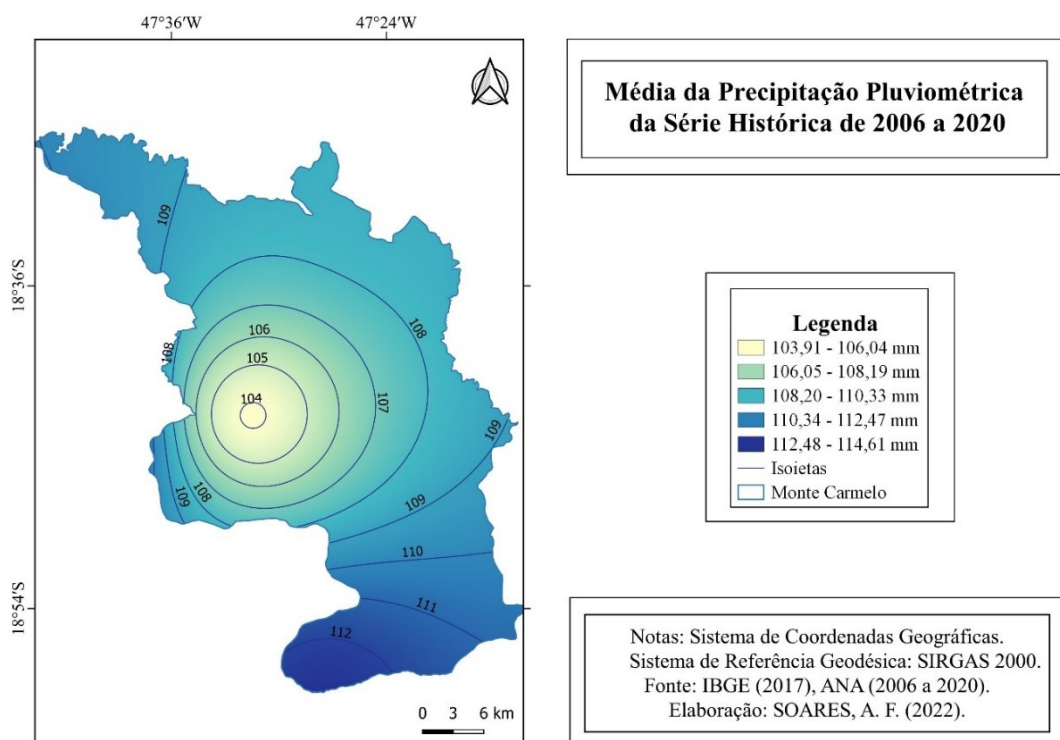 47°36'W
47°24'W
18°36'S
18°54'S
109
108
106
108
105
104
107
109
108
109
109
110
111
112
0 3 6 km
Média da Precipitação Pluviométrica
da Série Histórica de 2006 a 2020
Legenda
103,91 - 106,04 mm
106,05 - 108,19 mm
108,20 - 110,33 mm
110,34 - 112,47 mm
112,48 - 114,61 mm
Isoietas
Monte Carmelo
Notas: Sistema de Coordenadas Geográficas.
Sistema de Referência Geodésica: SIRGAS 2000.
Fonte: IBGE (2017), ANA (2006 a 2020).
Elaboração: SOARES, A. F. (2022).